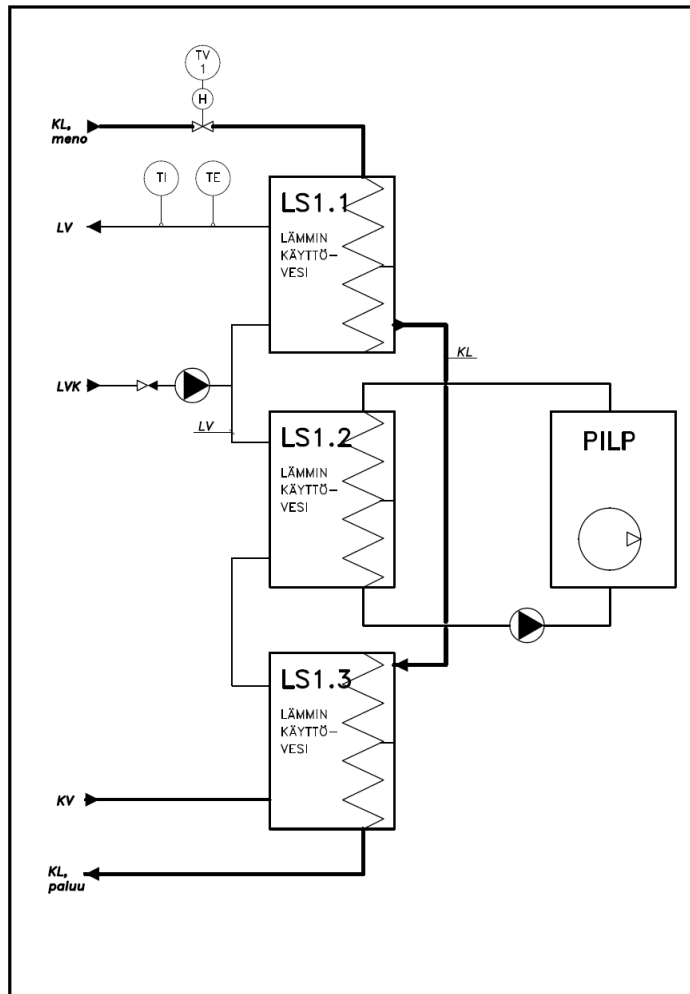 TV
1
H
KL,
meno
TI
TE
LV
LS1.1
LÄMMIN
KÄYTTÖ–
VESI
KL
LVK
LV
LS1.2
LÄMMIN
KÄYTTÖ–
VESI
PILP
LS1.3
LÄMMIN
KÄYTTÖ–
VESI
KV
KL,
paluu